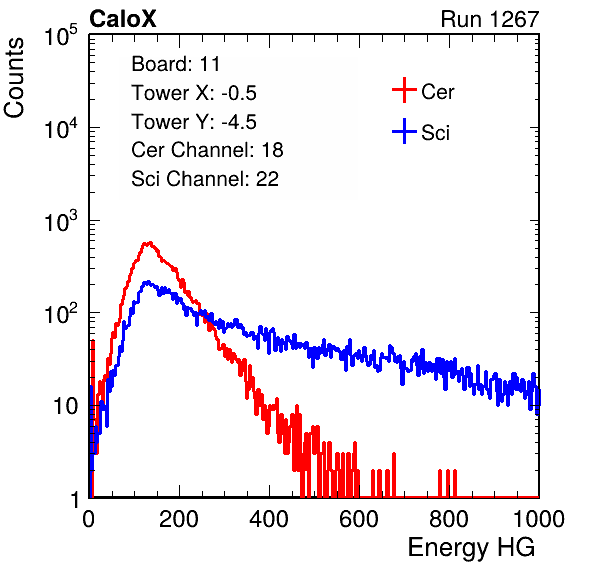 CaloX Run 1267
Counts
Board: 11
Tower X: -0.5
Tower Y: -4.5
Cer Channel: 18
Sci Channel: 22
Cer
Sci
10^5
10^4
10^3
10^2
10
1
0 200 400 600 800 1000
Energy HG